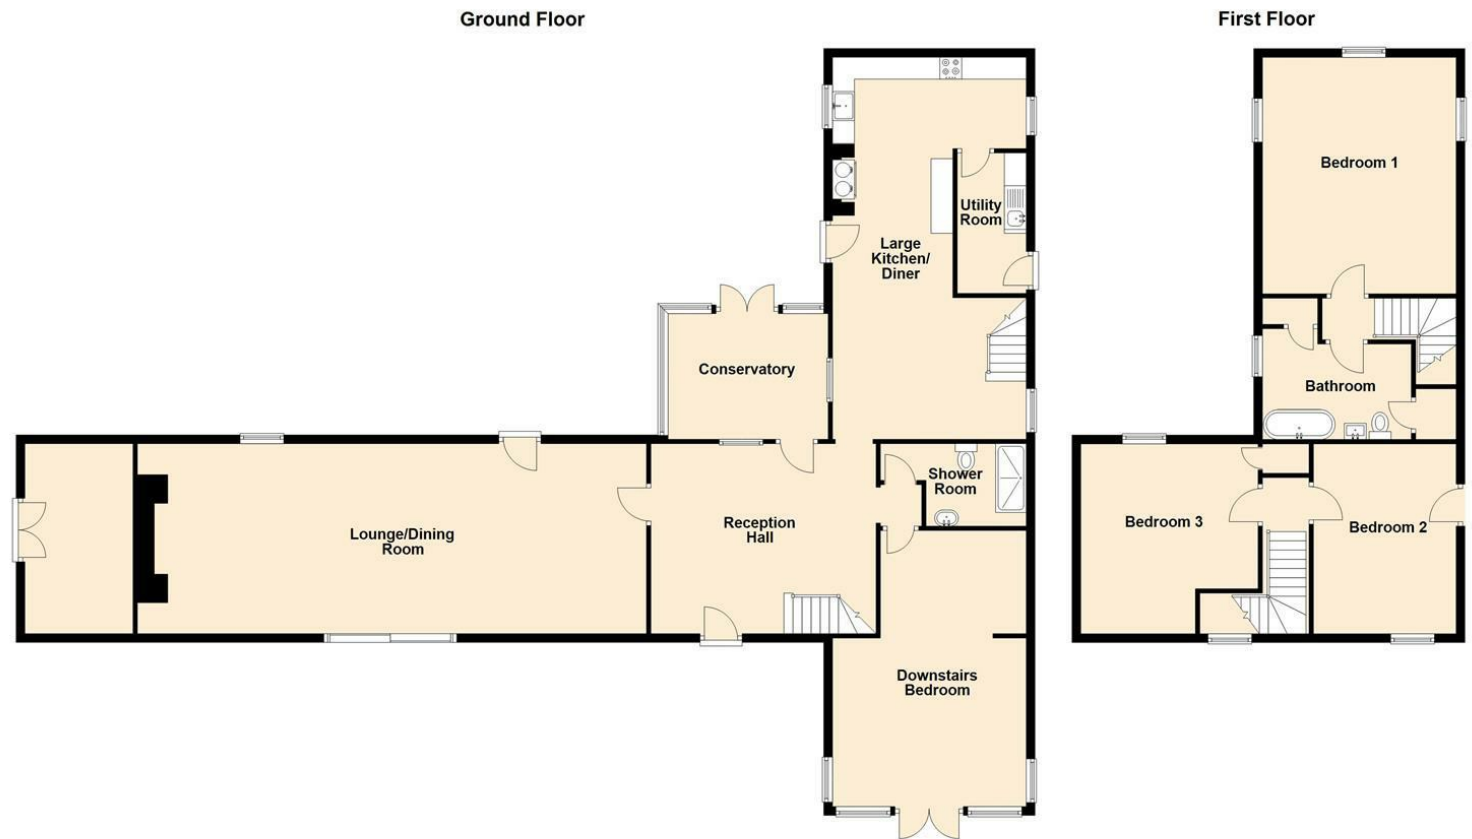 Ground Floor
First Floor
Bedroom 1
Utility
Room
Large
Kitchen/
Diner
Conservatory
Bathroom
Shower
Room
Reception
Hall
Lounge/Dining
Room
Bedroom 3
Bedroom 2
Downstairs
Bedroom